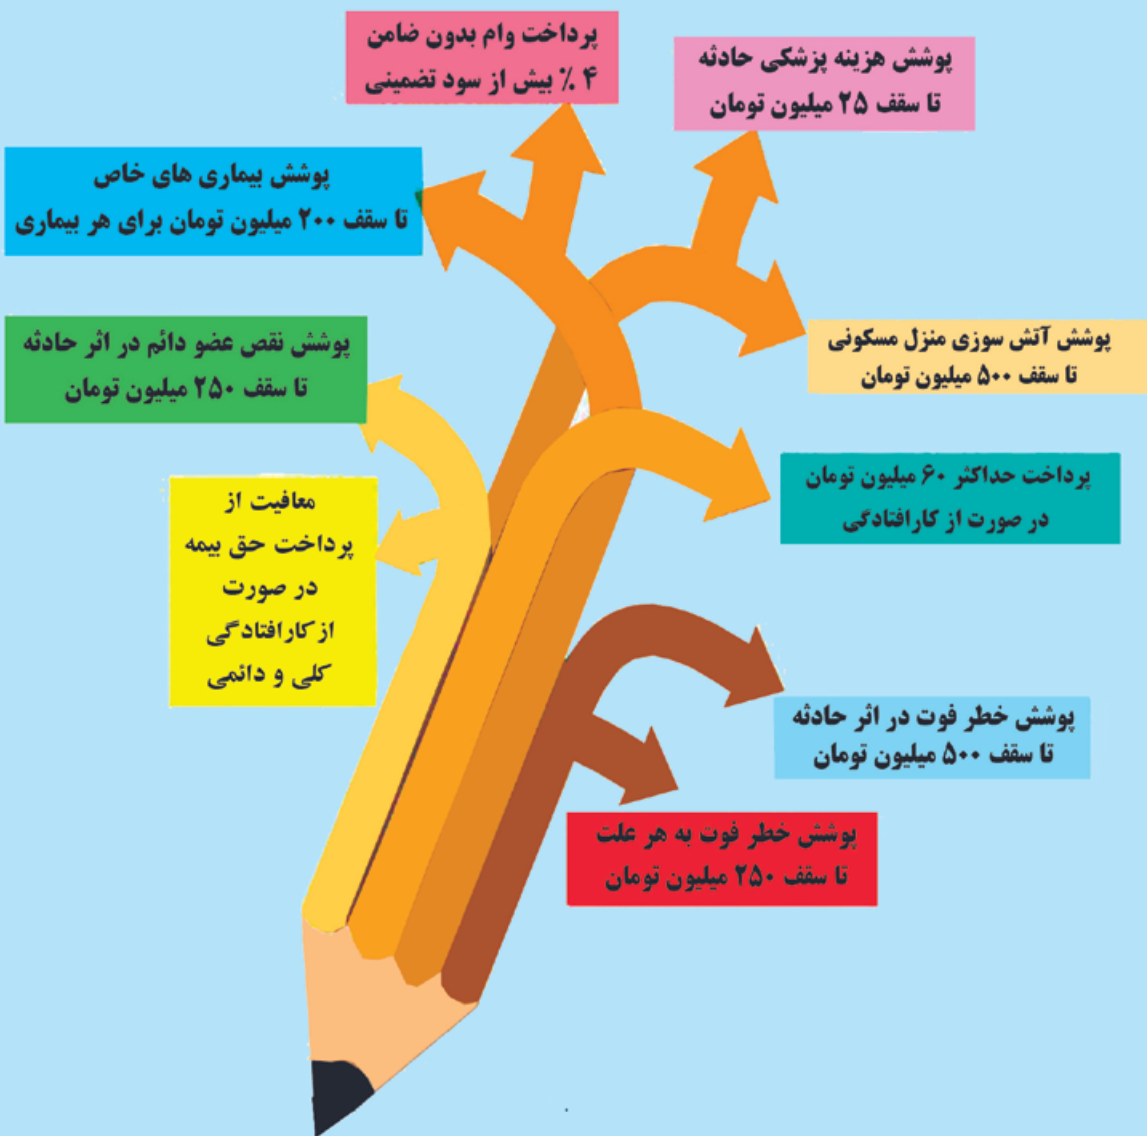 پرداخت وام بدون ضامن
۴ ٪ بیش از سود تضمینی
پوشش هزینه پزشکی حادثه
تا سقف ۲۵ میلیون تومان
پوشش بیماری های خاص
تا سقف ۲۰۰ میلیون تومان برای هر بیماری
پوشش آتش سوزی منزل مسکونی
تا سقف ۵۰۰ میلیون تومان
پوشش نقص عضو دائم در اثر حادثه
تا سقف ۲۵۰ میلیون تومان
پرداخت حداکثر ۶۰ میلیون تومان
در صورت از کارافتادگی
معافیت از
پرداخت حق بیمه
در صورت
ازکارافتادگی
کلی و دائمی
پوشش خطر فوت در اثر حادثه
تا سقف ۵۰۰ میلیون تومان
پوشش خطر فوت به هر علت
تا سقف ۲۵۰ میلیون تومان